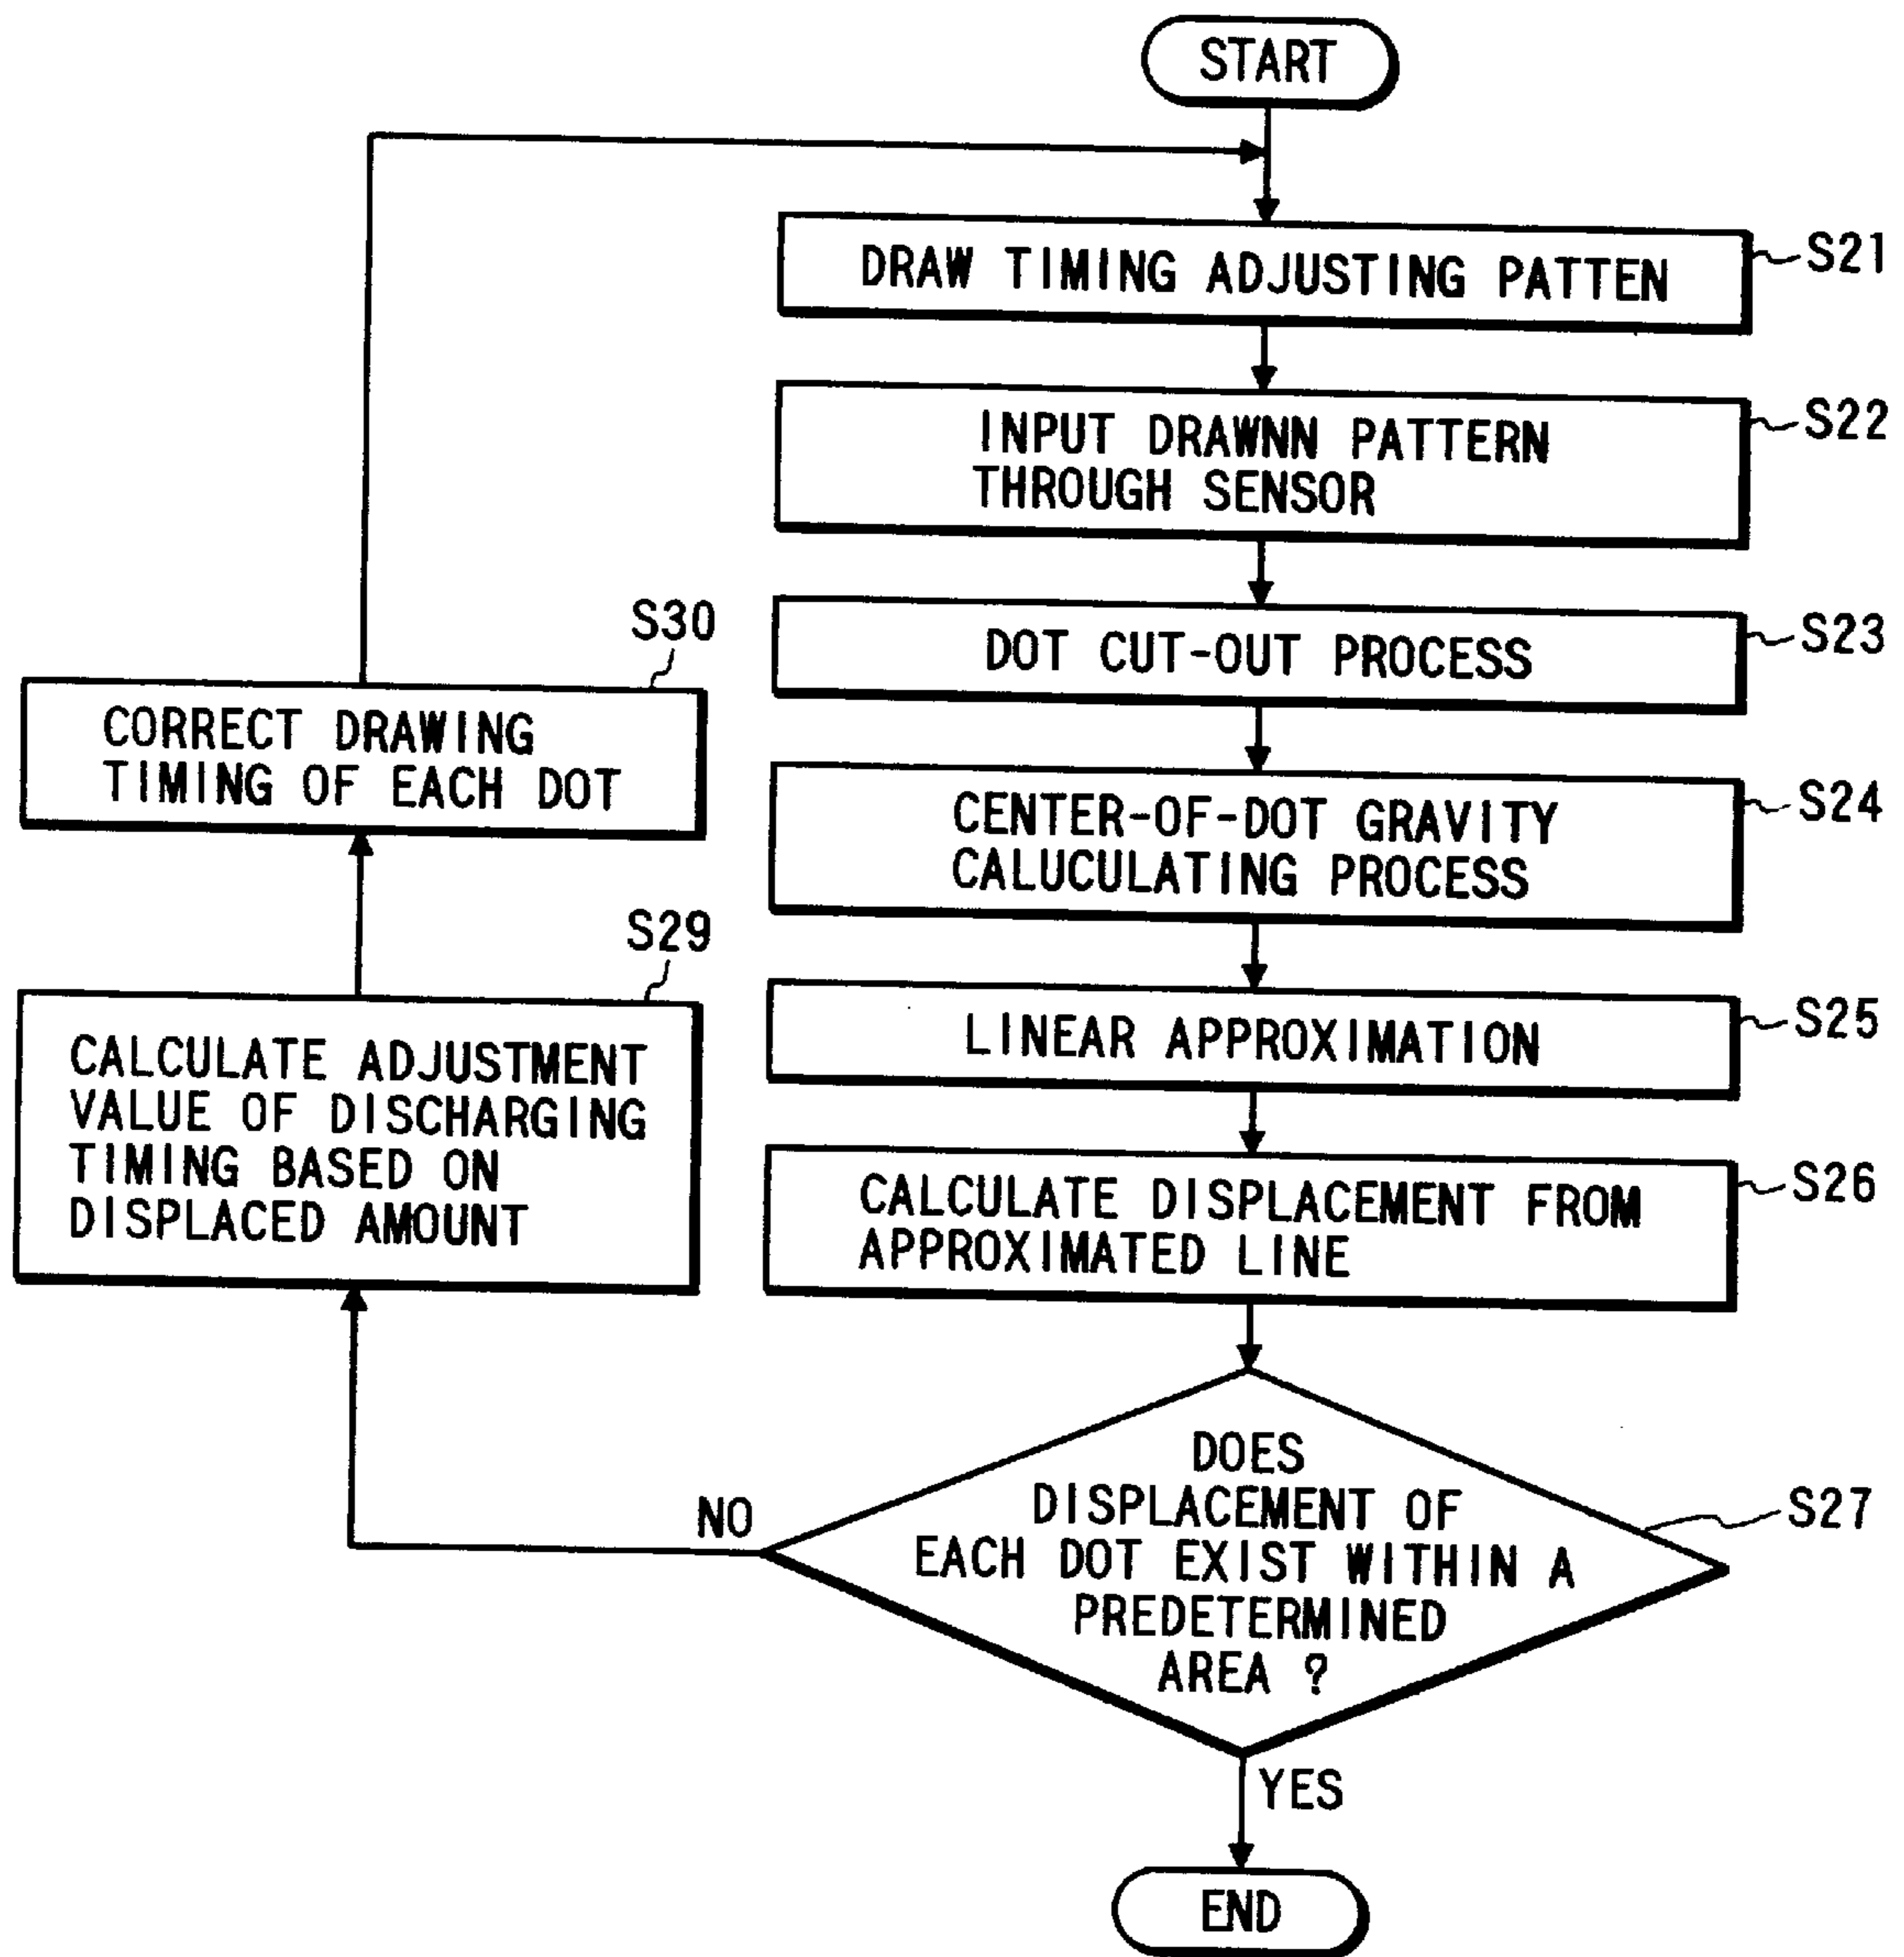 START
DRAW TIMING ADJUSTING PATTEN
S21
INPUT DRAWNN PATTERN
THROUGH SENSOR
S22
DOT CUT-OUT PROCESS
S23
CENTER-OF-DOT GRAVITY
CALUCULATING PROCESS
S24
LINEAR APPROXIMATION
S25
CALCULATE DISPLACEMENT FROM
APPROXIMATED LINE
S26
DOES
DISPLACEMENT OF
EACH DOT EXIST WITHIN A
PREDETERMINED
AREA ?
S27
NO
YES
END
S29
CALCULATE ADJUSTMENT
VALUE OF DISCHARGING
TIMING BASED ON
DISPLACED AMOUNT
S30
CORRECT DRAWING
TIMING OF EACH DOT